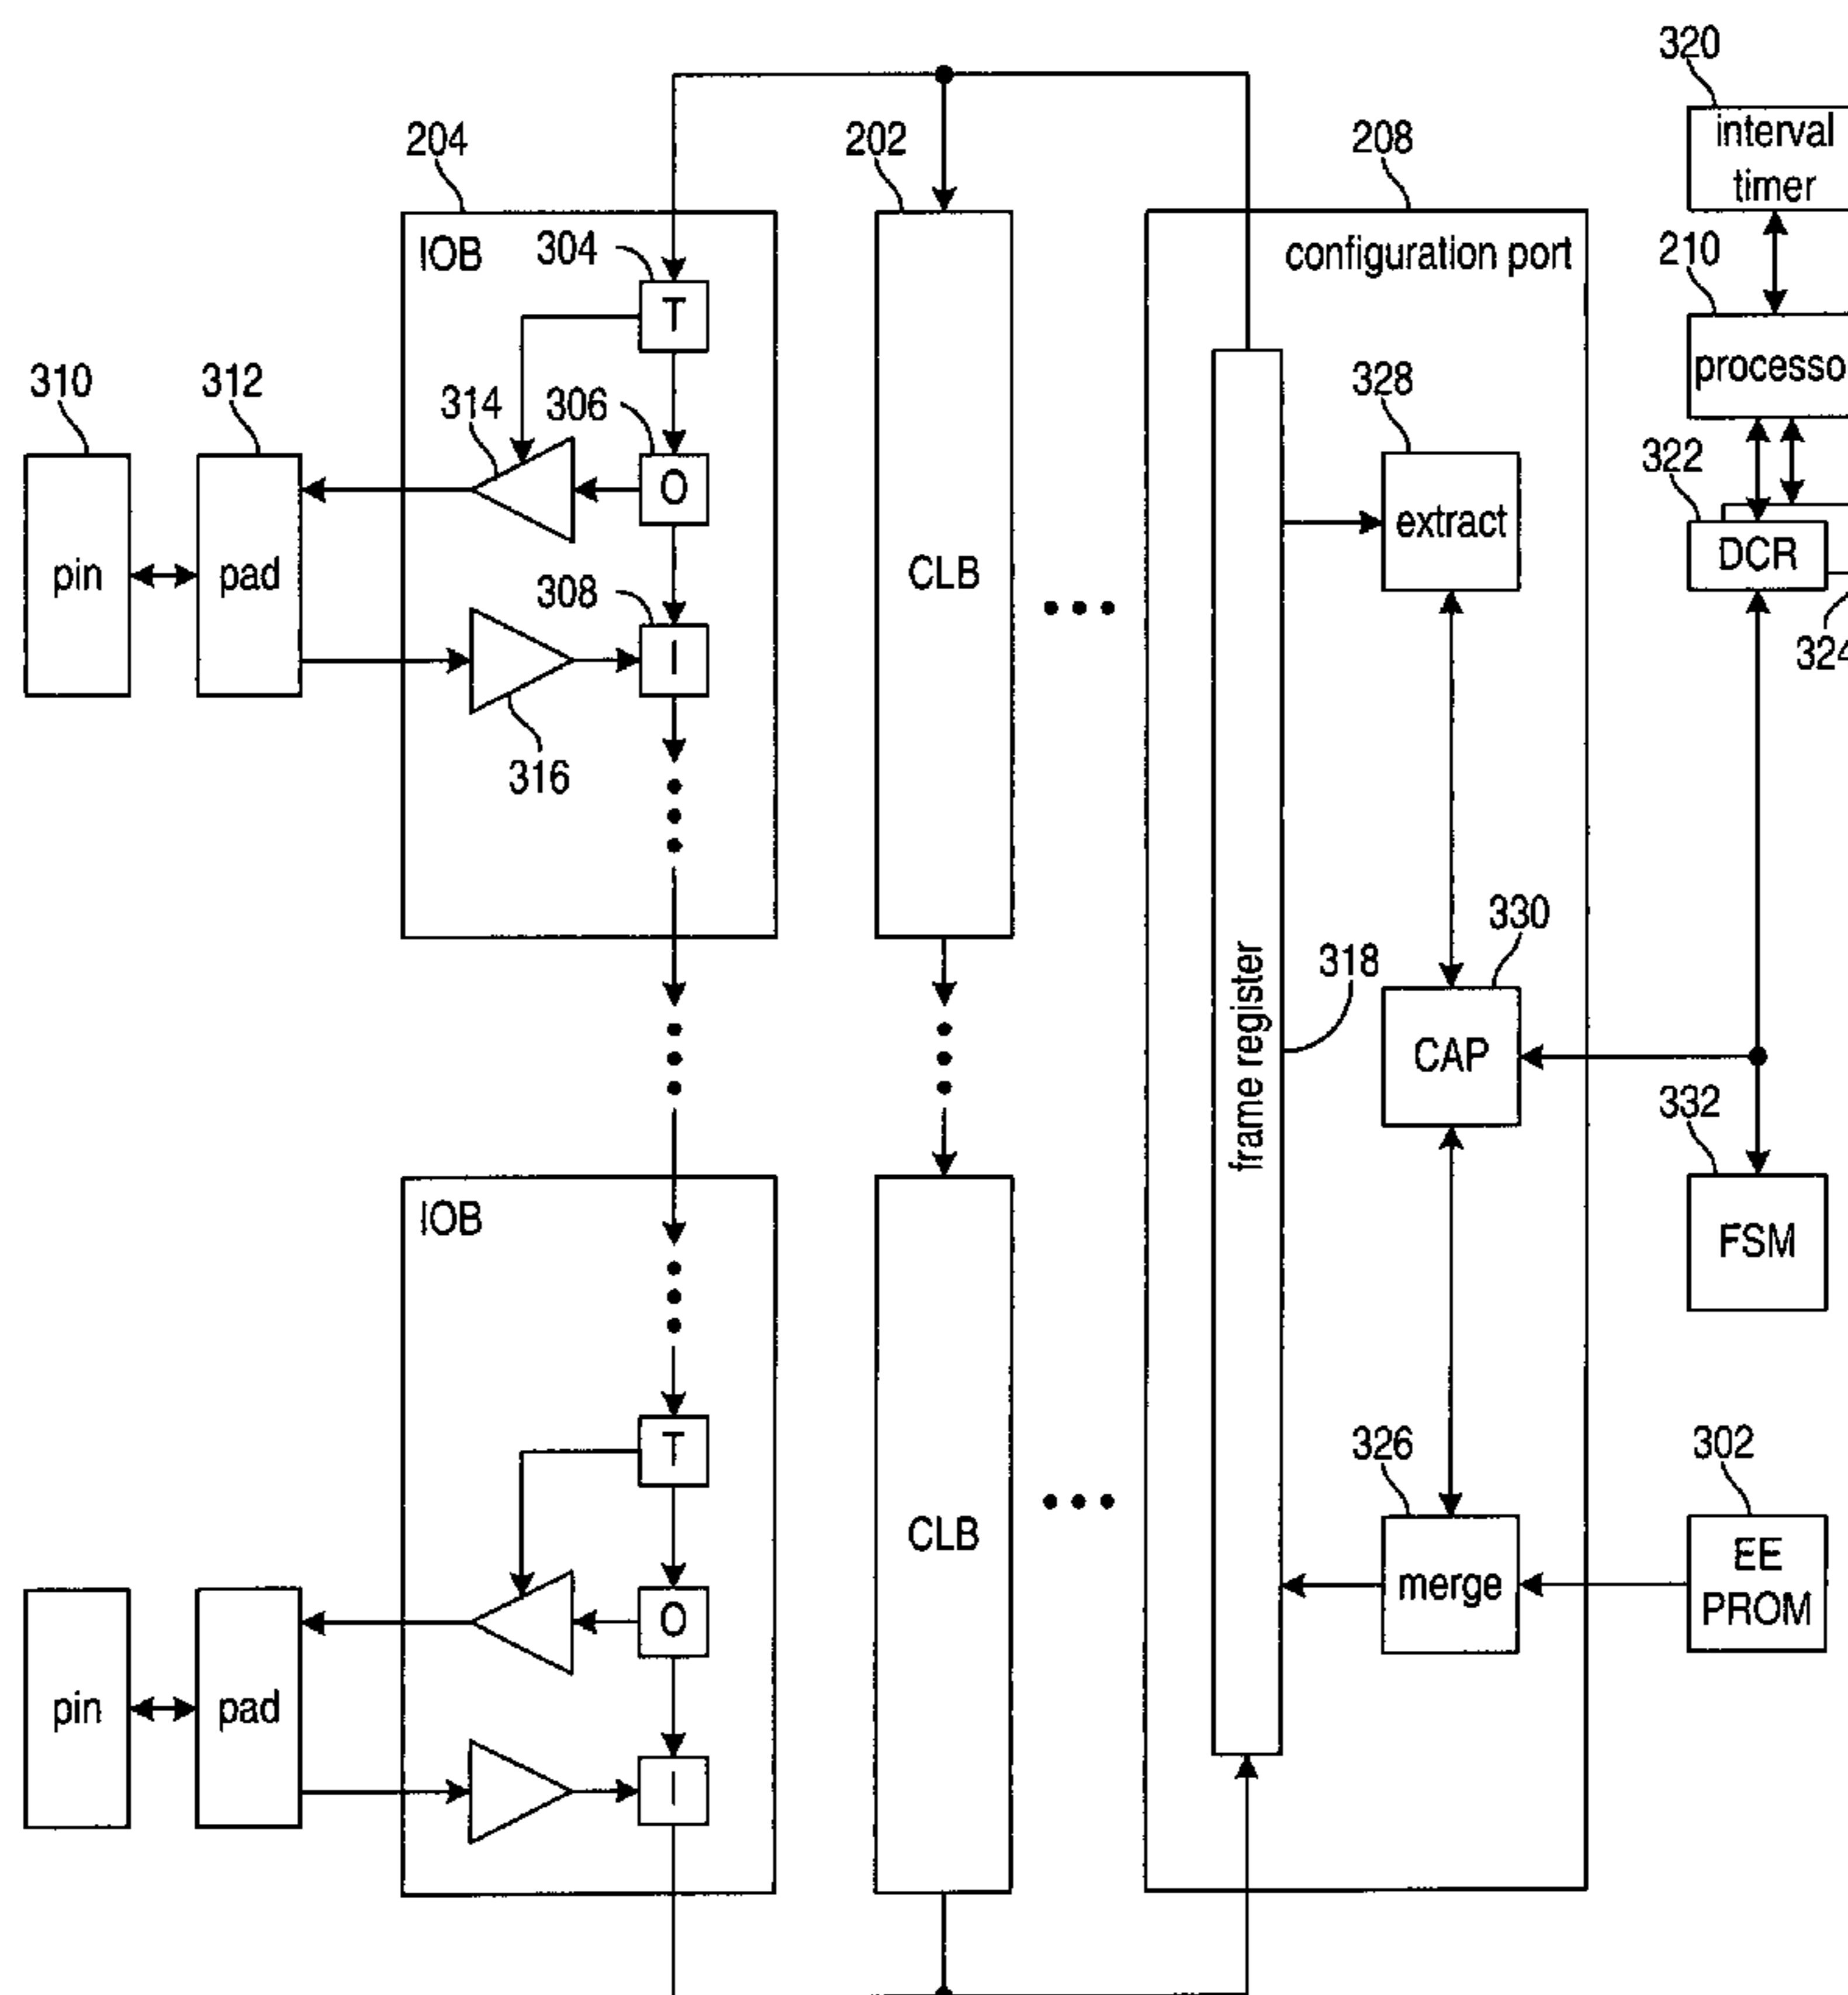 320
interval
timer
204
202
208
IOB
304
T
configuration port
210
processo
310
312
314
306
O
328
extract
322
DCR
pin
pad
308
I
CLB
324
316
330
frame register
318
CAP
332
IOB
FSM
T
326
302
CLB
merge
EE
PROM
O
pin
pad
I